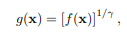 g(𝐱) = [f(𝐱)]^{1/γ},